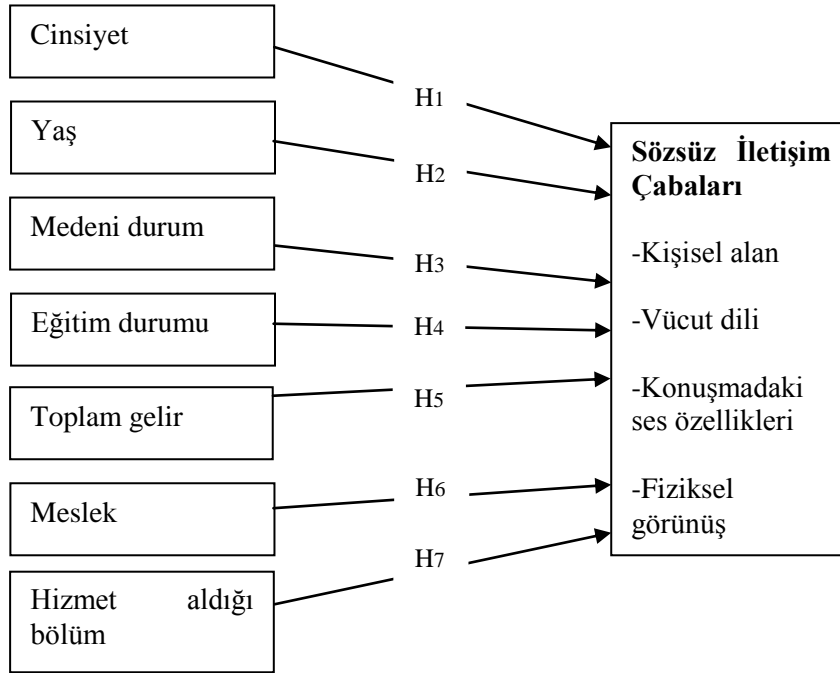 Cinsiyet
H1
Yaş
H2
Medeni durum
H3
Eğitim durumu
H4
Toplam gelir
H5
Meslek
H6
Hizmet aldığı
bölüm
H7
Sözsüz İletişim
Çabaları
-Kişisel alan
-Vücut dili
-Konuşmadaki
ses özellikleri
-Fiziksel
görünüş